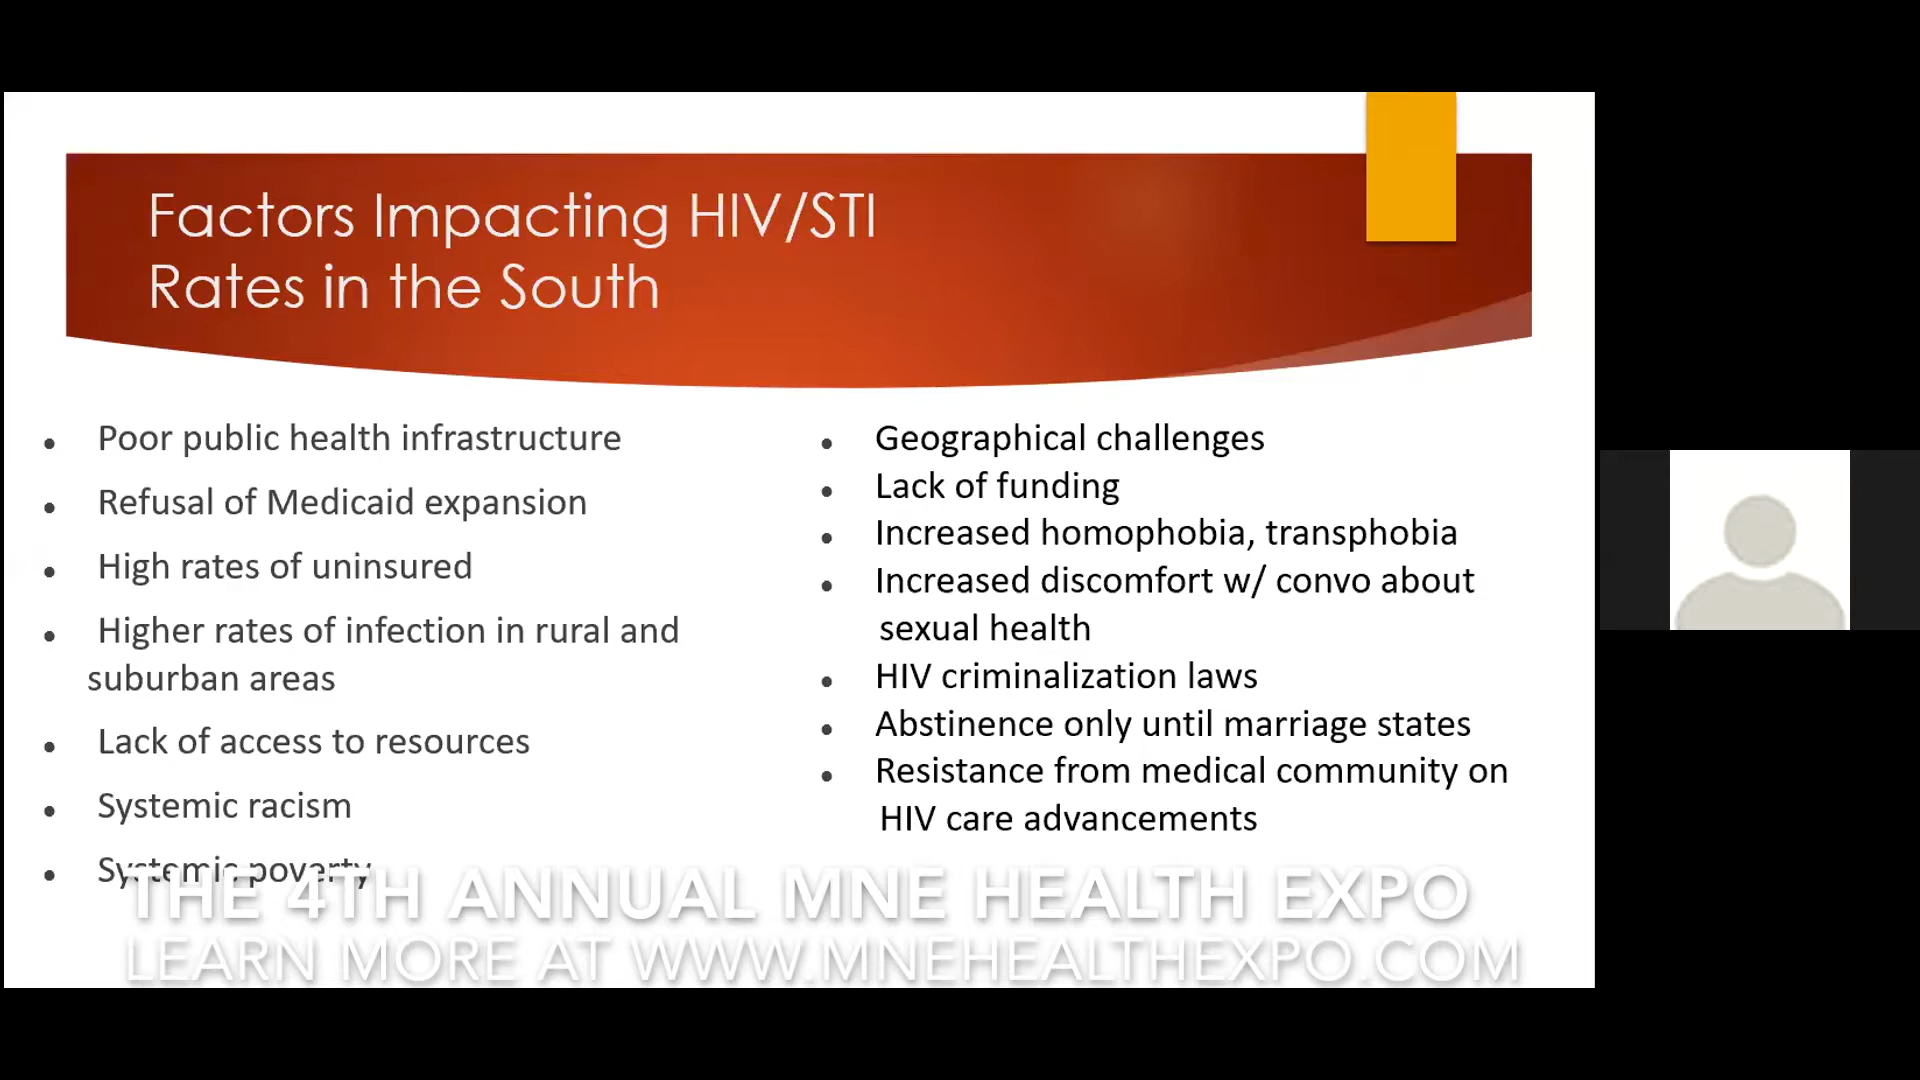 Factors Impacting HIV/STI
Rates in the South
Poor public health infrastructure
Refusal of Medicaid expansion
High rates of uninsured
Higher rates of infection in rural and
suburban areas
Lack of access to resources
Systemic racism
Systemic poverty
Geographical challenges
Lack of funding
Increased homophobia, transphobia
Increased discomfort w/ convo about
sexual health
HIV criminalization laws
Abstinence only until marriage states
Resistance from medical community on
HIV care advancements
THE 4TH ANNUAL MNE HEALTH EXPO
LEARN MORE AT WWW.MNEHEALTHEXPO.COM